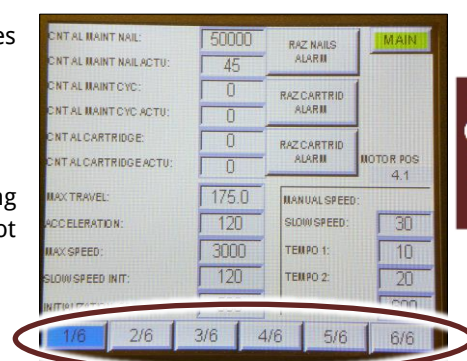 es
ng
ot
CNT AL MAINT NAIL: 50000
CNT AL MAINT NAIL ACTU: 45
CNT AL MAINT CYC: 0
CNT AL MAINT CYC ACTU: 0
CNT AL CARTRIDGE: 0
CNT AL CARTRIDGE ACTU: 0
RAZ NAILS
ALARM
RAZ CARTRID
ALARM
RAZ CARTRID
ALARM
MAIN
MOTOR POS
4.1
MAX TRAVEL: 175.0
ACCELERATION: 120
MAX SPEED: 3000
SLOW SPEED INIT: 120
MANUAL SPEED:
SLOW SPEED: 30
TEMPO 1: 10
TEMPO 2: 20
1/6 2/6 3/6 4/6 5/6 6/6